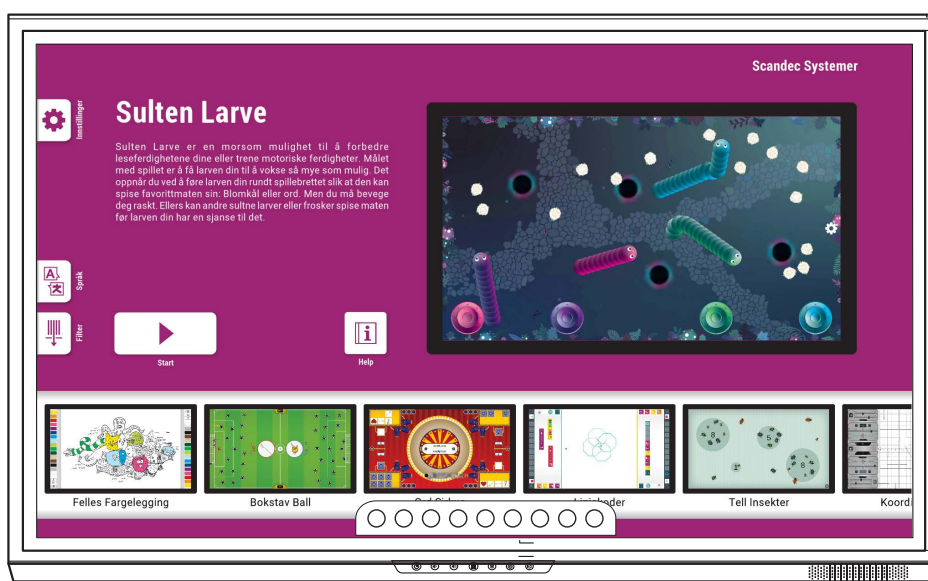 Scandec Systemer
Innstillinger
Sulten Larve
Sulten Larve er en morsom mulighet til å forbedre
leseferdighetene dine eller trene motoriske ferdigheter. Målet
med spillet er å få larven din til å vokse så mye som mulig. Det
oppnår du ved å føre larven din rundt spillebrettet slik at den kan
spise favorittmaten sin: Blomkål eller ord. Men du må bevege
deg raskt. Ellers kan andre sultne larver eller frosker spise maten
før larven din har en sjanse til det.
A
Språk
Filter
Start
Help
8
5
8
Felles Fargelegging
Bokstav Ball
Tell Insekter